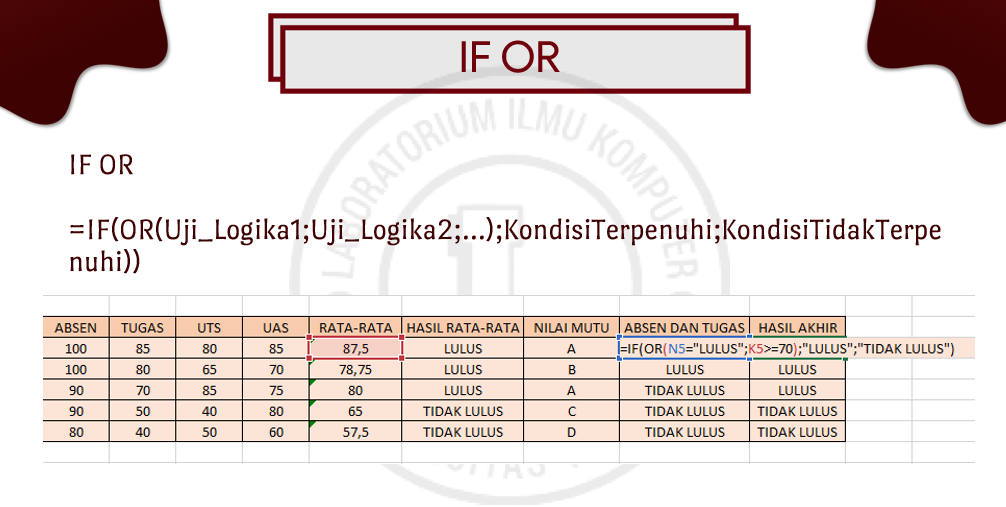 IF OR
IF OR
=IF(OR(Uji_Logika1;Uji_Logika2;...);KondisiTerpenuhi;KondisiTidakTerpe
nuhi))
ABSEN TUGAS UTS UAS RATA-RATA HASIL RATA-RATA NILAI MUTU ABSEN DAN TUGAS HASIL AKHIR
100 85 80 85 87,5 LULUS A =IF(OR(N5="LULUS";K5>=70);"LULUS";"TIDAK LULUS")
100 80 65 70 78,75 LULUS B LULUS LULUS
90 70 85 75 80 LULUS A TIDAK LULUS LULUS
90 50 40 80 65 TIDAK LULUS C TIDAK LULUS TIDAK LULUS
80 40 50 60 57,5 TIDAK LULUS D TIDAK LULUS TIDAK LULUS
LABORATORIUM ILMU KOMPUTER